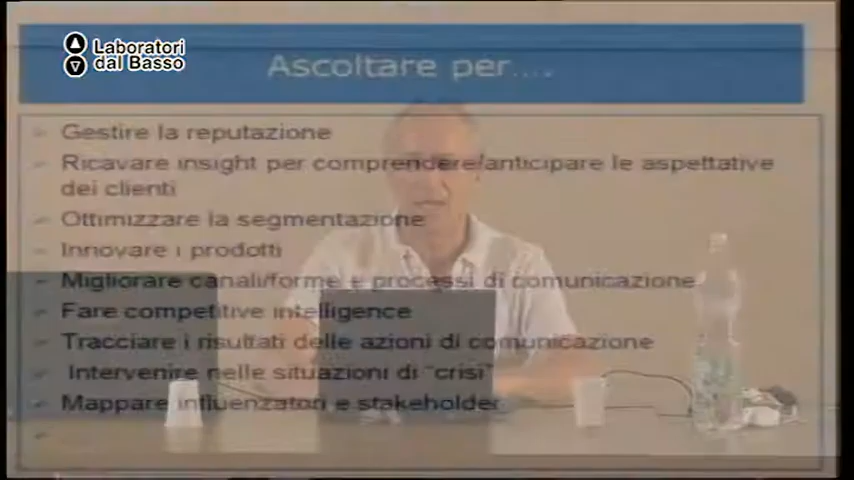 Laboratori
dal Basso
Ascoltare per....
Gestire la reputazione
Ricavare insight per comprendere/anticipare le aspettative
dei clienti
Ottimizzare la segmentazione
Innovare i prodotti
Migliorare canali/forme e processi di comunicazione
Fare competitive intelligence
Tracciare i risultati delle azioni di comunicazione
Intervenire nelle situazioni di "crisi"
Mappare influenzatori e stakeholder